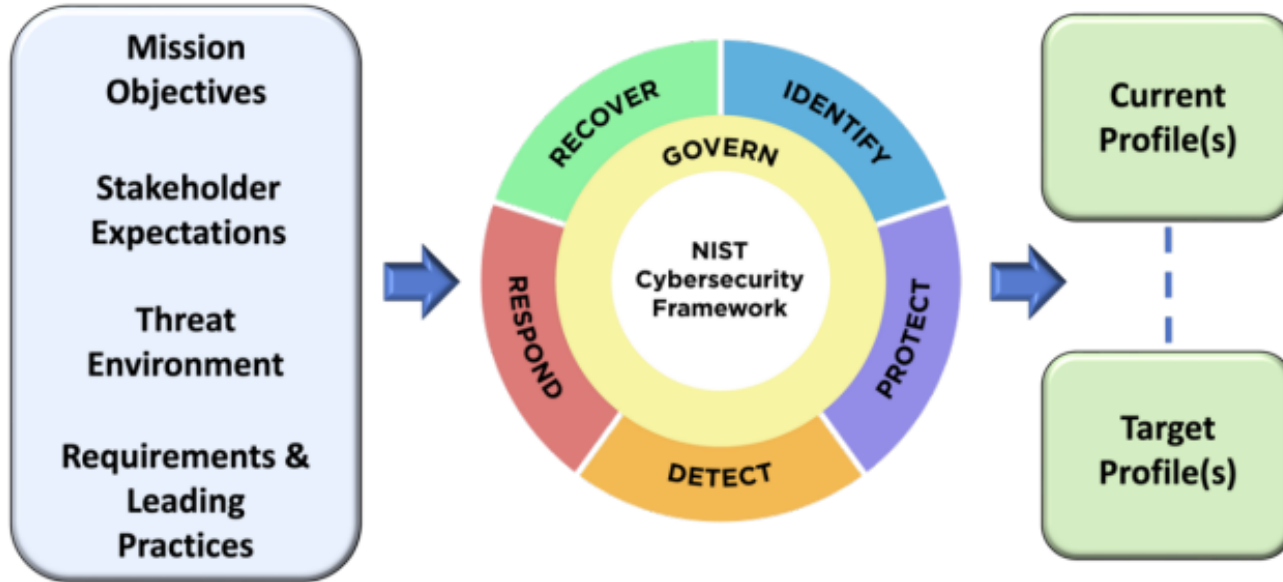 Mission
Objectives
Stakeholder
Expectations
Threat
Environment
Requirements &
Leading
Practices
RECOVER
IDENTIFY
GOVERN
NIST
Cybersecurity
Framework
RESPOND
PROTECT
DETECT
Current
Profile(s)
Target
Profile(s)